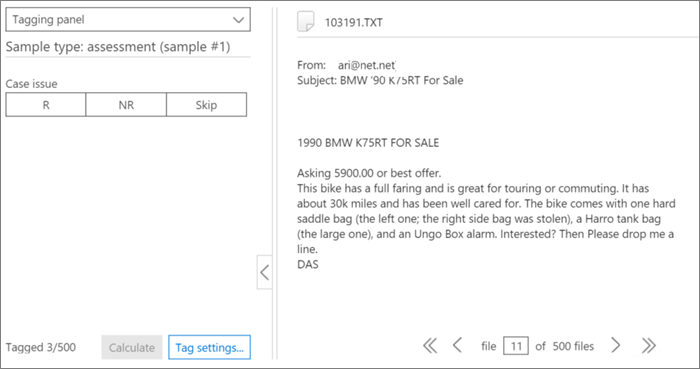 Tagging panel
Sample type: assessment (sample #1)
Case issue
R NR Skip
Tagged 3/500 Calculate Tag settings...
103191.TXT
From: ari@net.net
Subject: BMW '90 K75RT For Sale
1990 BMW K75RT FOR SALE
Asking 5900.00 or best offer.
This bike has a full faring and is great for touring or commuting. It has
about 30k miles and has been well cared for. The bike comes with one hard
saddle bag (the left one; the right side bag was stolen), a Harro tank bag
(the large one), and an Ungo Box alarm. Interested? Then Please drop me a
line.
DAS
file 11 of 500 files